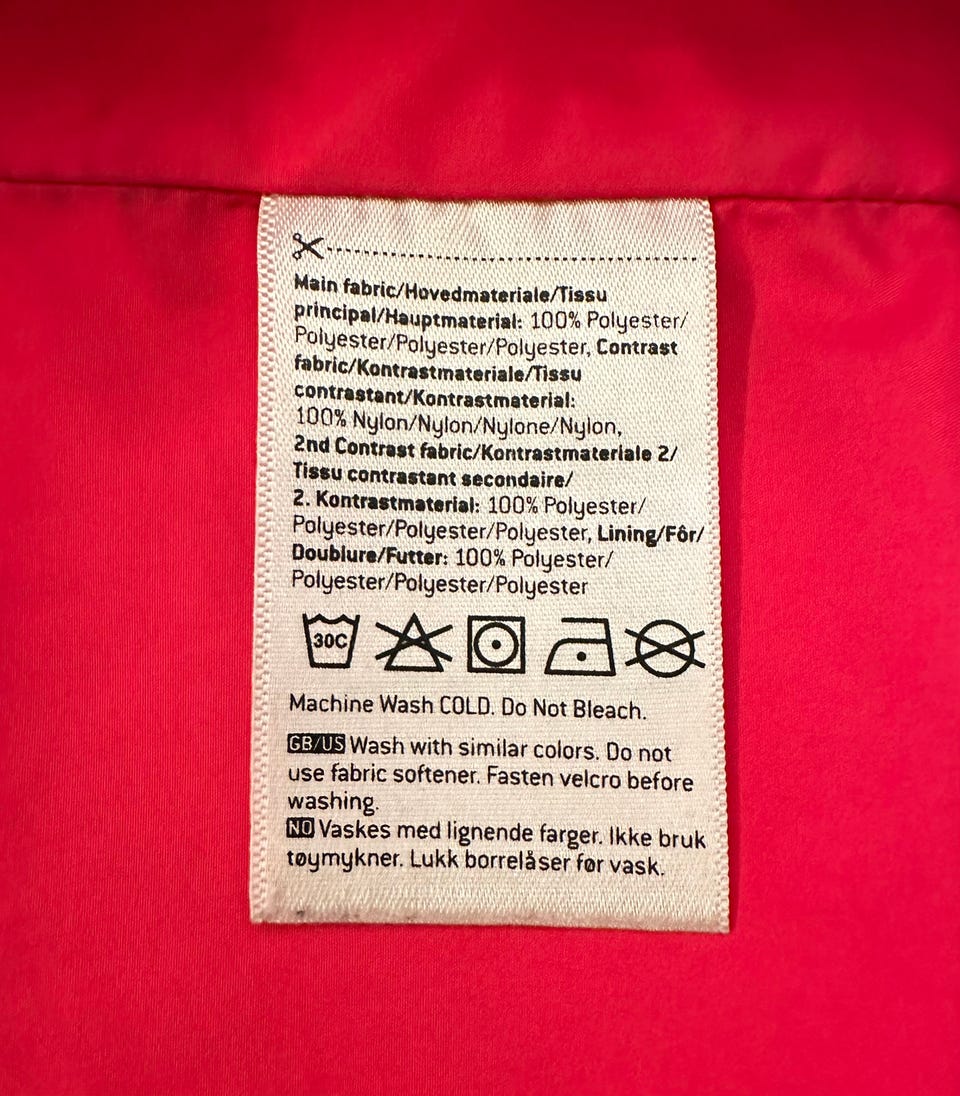 Main fabric/Hovedmateriale/Tissu
principal/Hauptmaterial: 100% Polyester/
Polyester/Polyester/Polyester, Contrast
fabric/Kontrastmateriale/Tissu
contrastant/Kontrastmaterial:
100% Nylon/Nylon/Nylone/Nylon,
2nd Contrast fabric/Kontrastmateriale 2/
Tissu contrastant secondaire/
2. Kontrastmaterial: 100% Polyester/
Polyester/Polyester/Polyester, Lining/Fôr/
Doublure/Futter: 100% Polyester/
Polyester/Polyester/Polyester
30C
Machine Wash COLD. Do Not Bleach.
GB/US Wash with similar colors. Do not
use fabric softener. Fasten velcro before
washing.
NO Vaskes med lignende farger. Ikke bruk
tøymykner. Lukk borrelåser før vask.